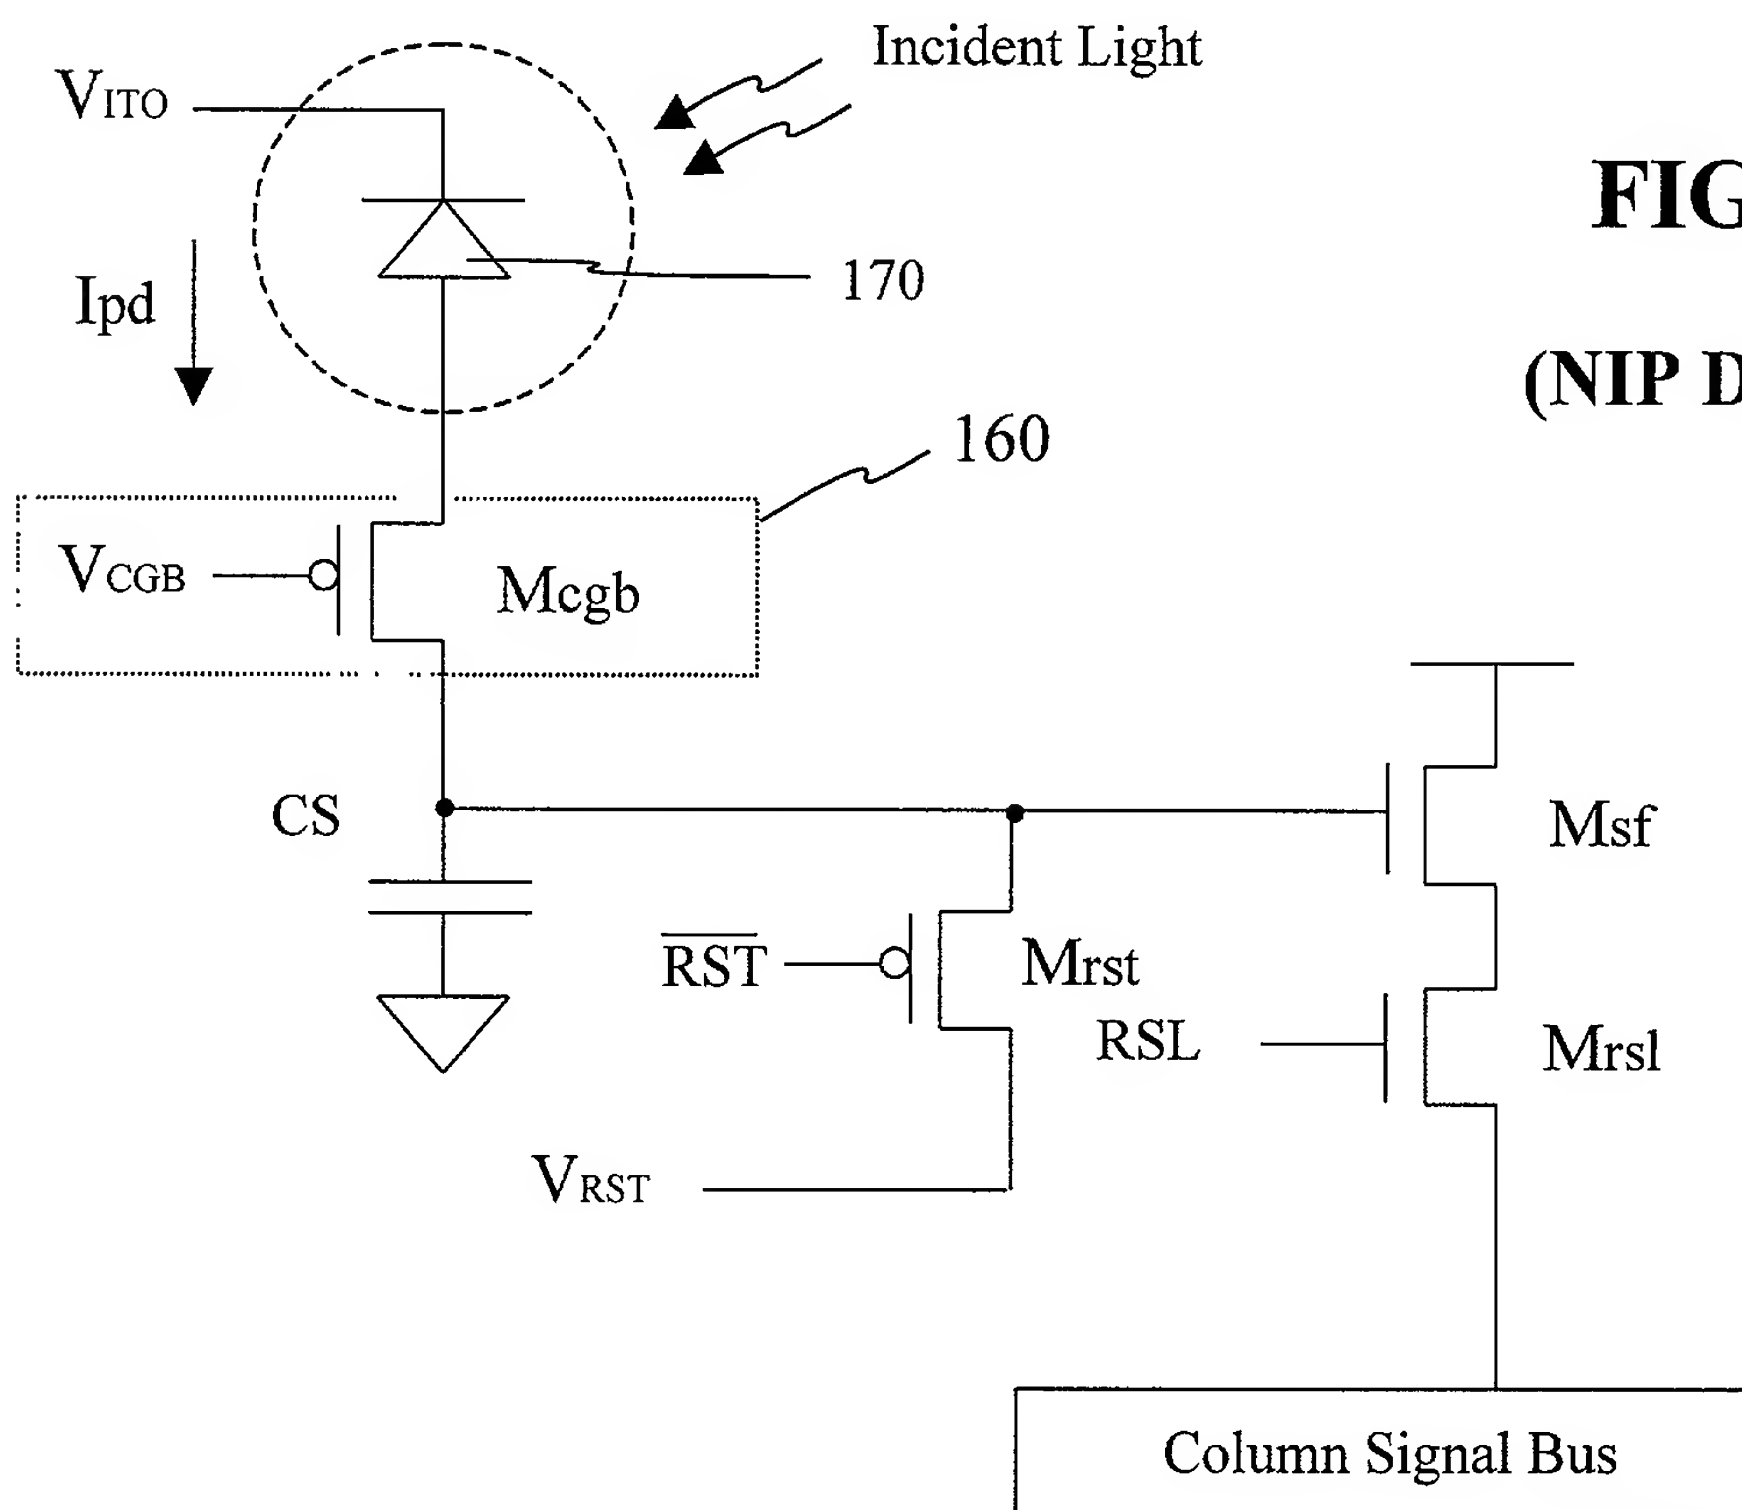 Incident Light
VITO
FIG
170
Ipd
(NIP D
160
VCGB
Mcgb
CS
Msf
RST
Mrst
RSL
Mrsl
VRST
Column Signal Bus